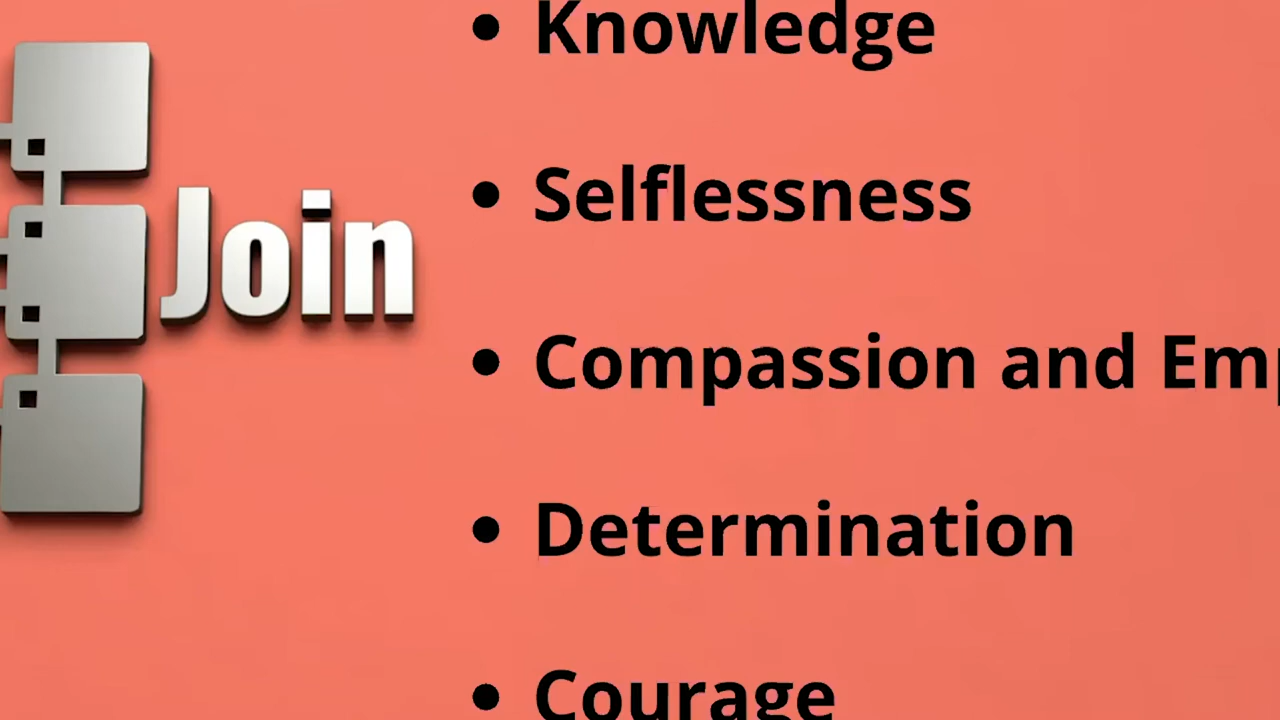 Knowledge
Join
Selflessness
Compassion and
Determination
Courage